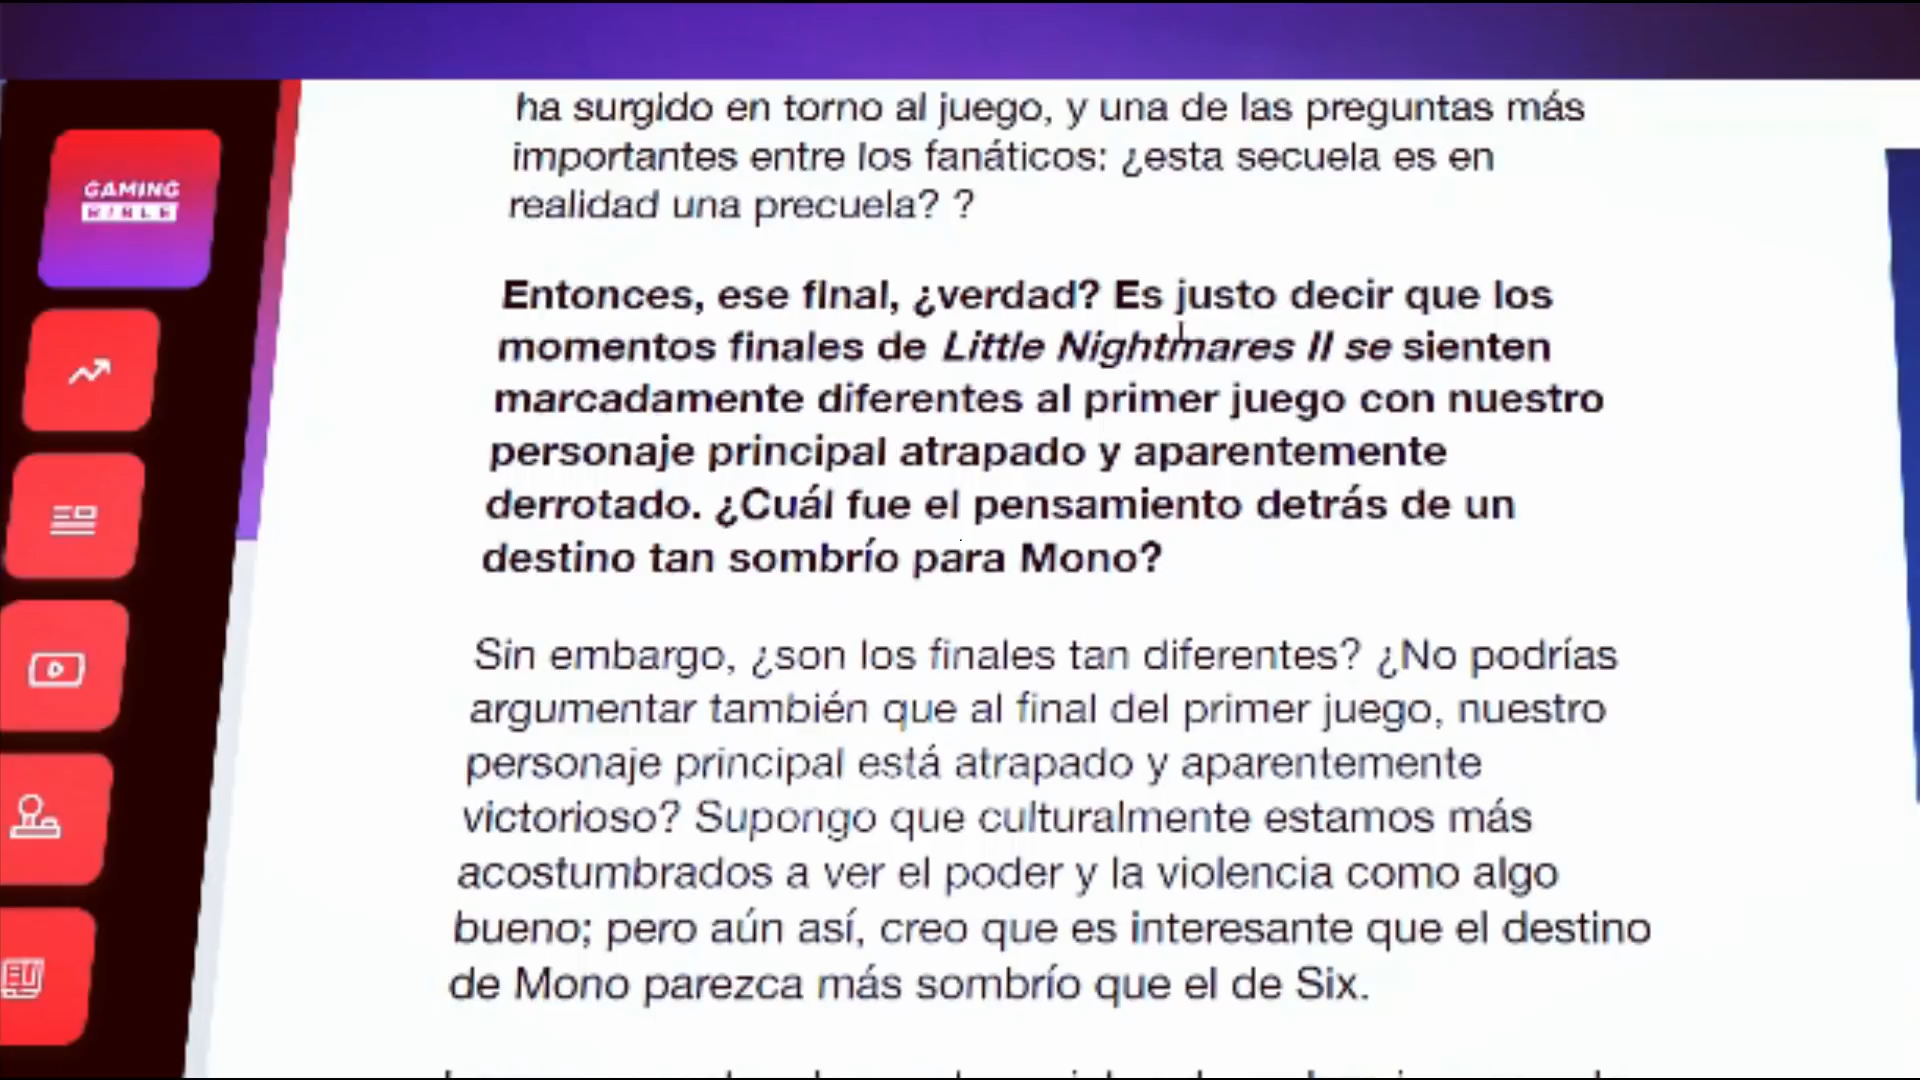 GAMING
BIBLE
ha surgido en torno al juego, y una de las preguntas más
importantes entre los fanáticos: ¿esta secuela es en
realidad una precuela? ?
Entonces, ese final, ¿verdad? Es justo decir que los
momentos finales de Little Nightmares II se sienten
marcadamente diferentes al primer juego con nuestro
personaje principal atrapado y aparentemente
derrotado. ¿Cuál fue el pensamiento detrás de un
destino tan sombrío para Mono?
Sin embargo, ¿son los finales tan diferentes? ¿No podrías
argumentar también que al final del primer juego, nuestro
personaje principal está atrapado y aparentemente
victorioso? Supongo que culturalmente estamos más
acostumbrados a ver el poder y la violencia como algo
bueno; pero aún así, creo que es interesante que el destino
de Mono parezca más sombrío que el de Six.